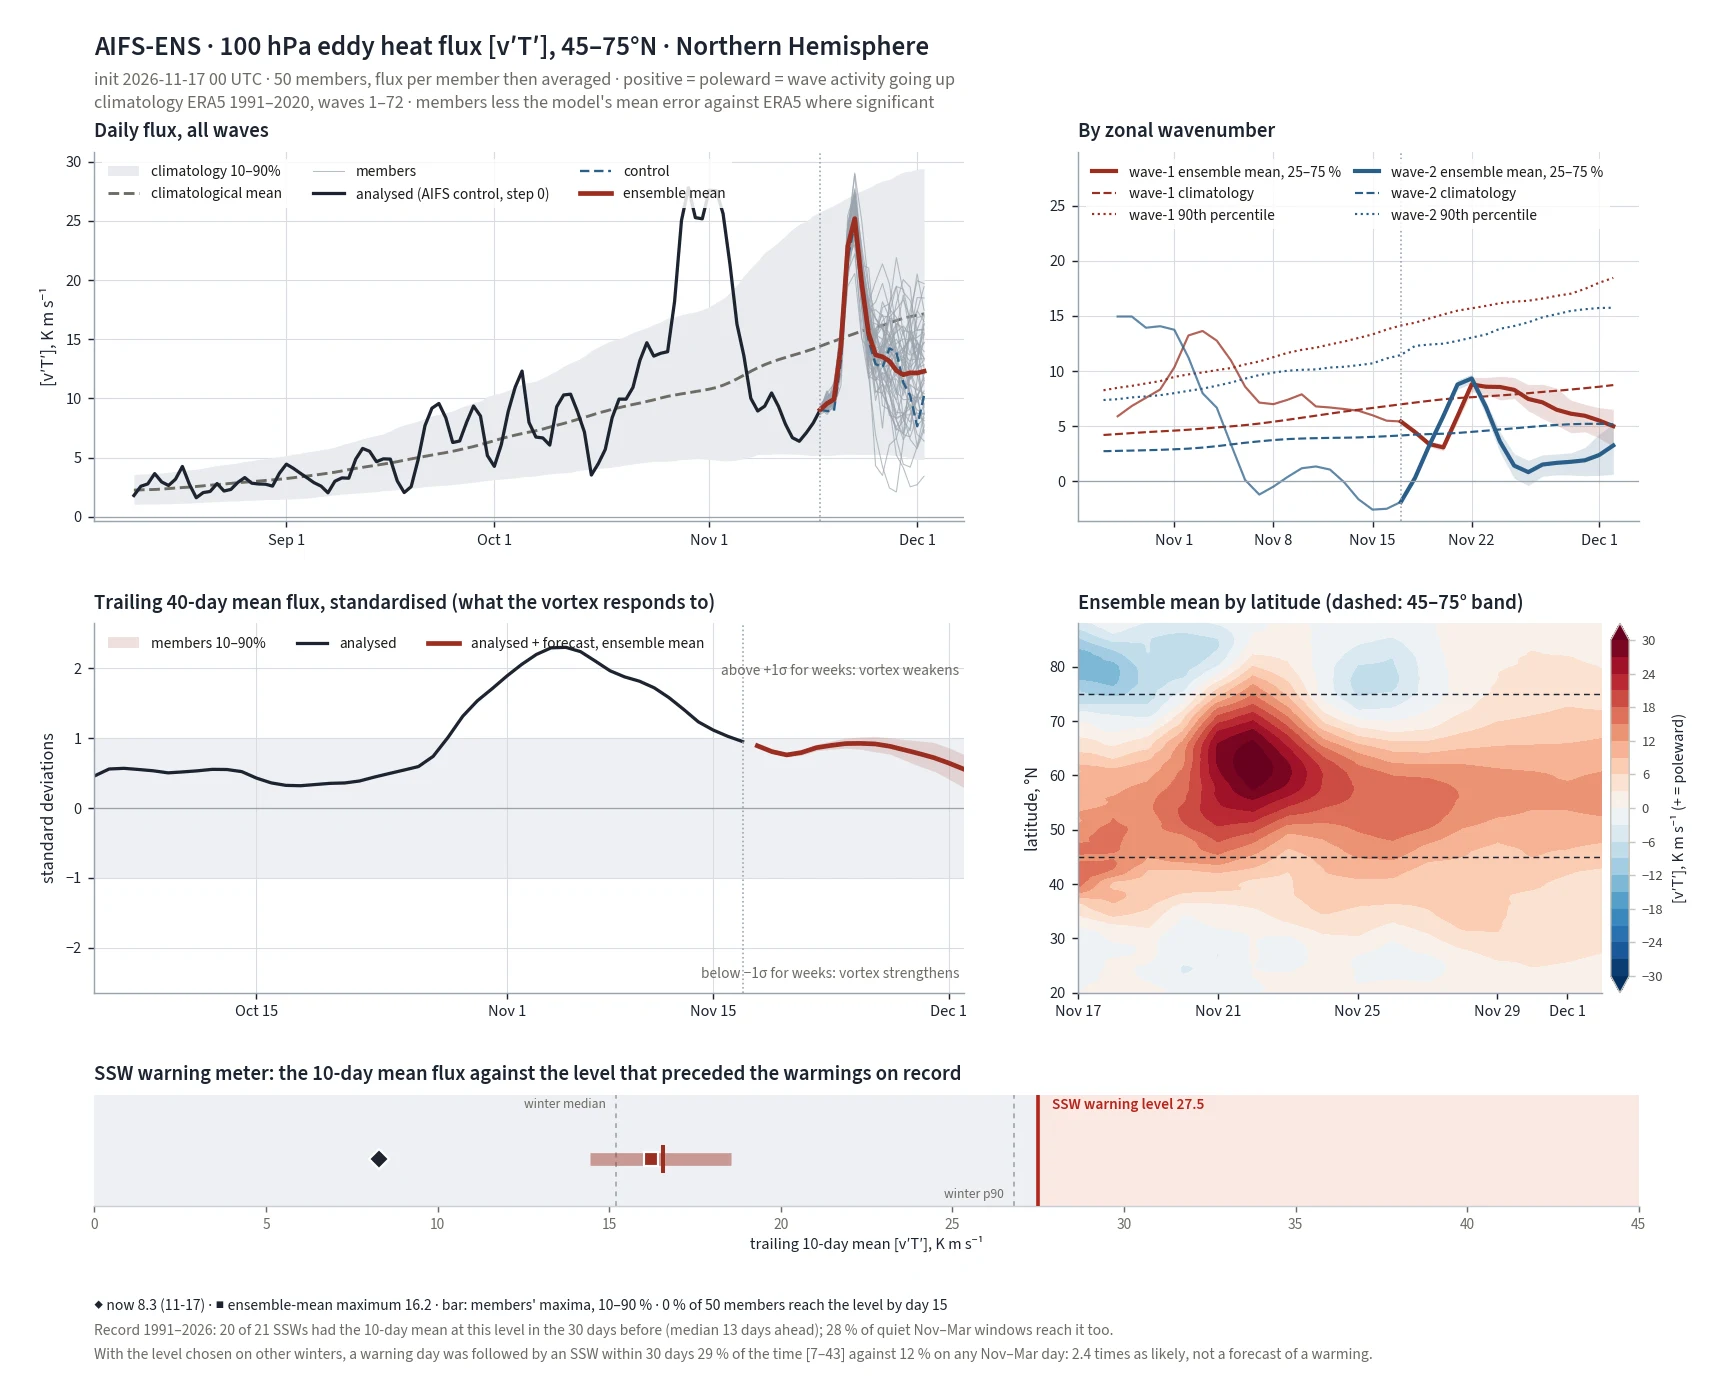 AIFS-ENS · 100 hPa eddy heat flux [v′T′], 45–75°N · Northern Hemisphere
init 2026-11-17 00 UTC · 50 members, flux per member then averaged · positive = poleward = wave activity going up
climatology ERA5 1991–2020, waves 1–72 · members less the model's mean error against ERA5 where significant
Daily flux, all waves
climatology 10–90%
members
control
climatological mean
analysed (AIFS control, step 0)
ensemble mean
[v′T′], K m s⁻¹
30
25
20
15
10
5
0
Sep 1
Oct 1
Nov 1
Dec 1
By zonal wavenumber
wave-1 ensemble mean, 25–75 %
wave-2 ensemble mean, 25–75 %
wave-1 climatology
wave-2 climatology
wave-1 90th percentile
wave-2 90th percentile
25
20
15
10
5
0
Nov 1
Nov 8
Nov 15
Nov 22
Dec 1
Trailing 40-day mean flux, standardised (what the vortex responds to)
members 10–90%
analysed
analysed + forecast, ensemble mean
above +1σ for weeks: vortex weakens
below −1σ for weeks: vortex strengthens
standard deviations
2
1
0
−1
−2
Oct 15
Nov 1
Nov 15
Dec 1
Ensemble mean by latitude (dashed: 45–75° band)
latitude, °N
80
70
60
50
40
30
20
Nov 17
Nov 21
Nov 25
Nov 29
Dec 1
30
24
18
12
6
0
−6
−12
−18
−24
−30
[v′T′], K m s⁻¹ (+ = poleward)
SSW warning meter: the 10-day mean flux against the level that preceded the warmings on record
winter median
SSW warning level 27.5
winter p90
0
5
10
15
20
25
30
35
40
45
trailing 10-day mean [v′T′], K m s⁻¹
◆ now 8.3 (11-17) · ■ ensemble-mean maximum 16.2 · bar: members' maxima, 10–90 % · 0 % of 50 members reach the level by day 15
Record 1991–2026: 20 of 21 SSWs had the 10-day mean at this level in the 30 days before (median 13 days ahead); 28 % of quiet Nov–Mar windows reach it too.
With the level chosen on other winters, a warning day was followed by an SSW within 30 days 29 % of the time [7–43] against 12 % on any Nov–Mar day: 2.4 times as likely, not a forecast of a warming.